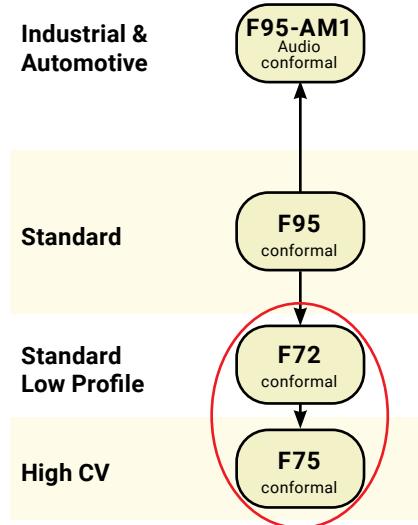 Industrial &
Automotive
F95-AM1
Audio
conformal
Standard
F95
conformal
Standard
Low Profile
F72
conformal
High CV
F75
conformal